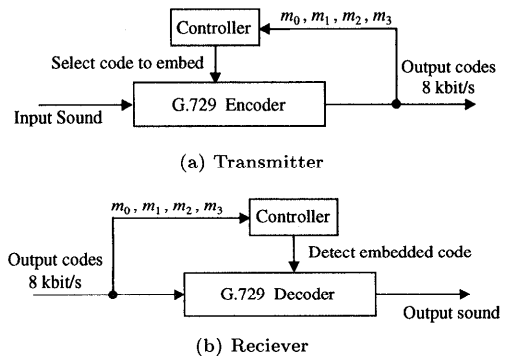 Controller
m₀ , m₁ , m₂ , m₃
Select code to embed
Output codes
8 kbit/s
G.729 Encoder
Input Sound
(a) Transmitter
m₀ , m₁ , m₂ , m₃
Controller
Output codes
8 kbit/s
Detect embedded code
G.729 Decoder
Output sound
(b) Reciever